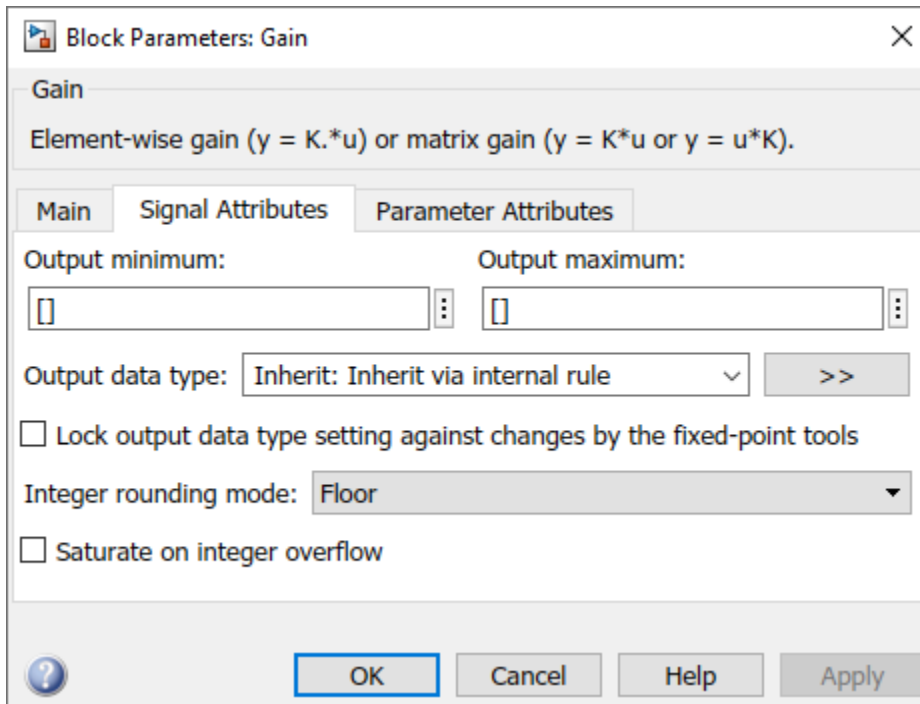 Block Parameters: Gain
Gain
Element-wise gain (y = K.*u) or matrix gain (y = K*u or y = u*K).
Main Signal Attributes Parameter Attributes
Output minimum: Output maximum:
[] []
Output data type: Inherit: Inherit via internal rule >>
Lock output data type setting against changes by the fixed-point tools
Integer rounding mode: Floor
Saturate on integer overflow
? OK Cancel Help Apply